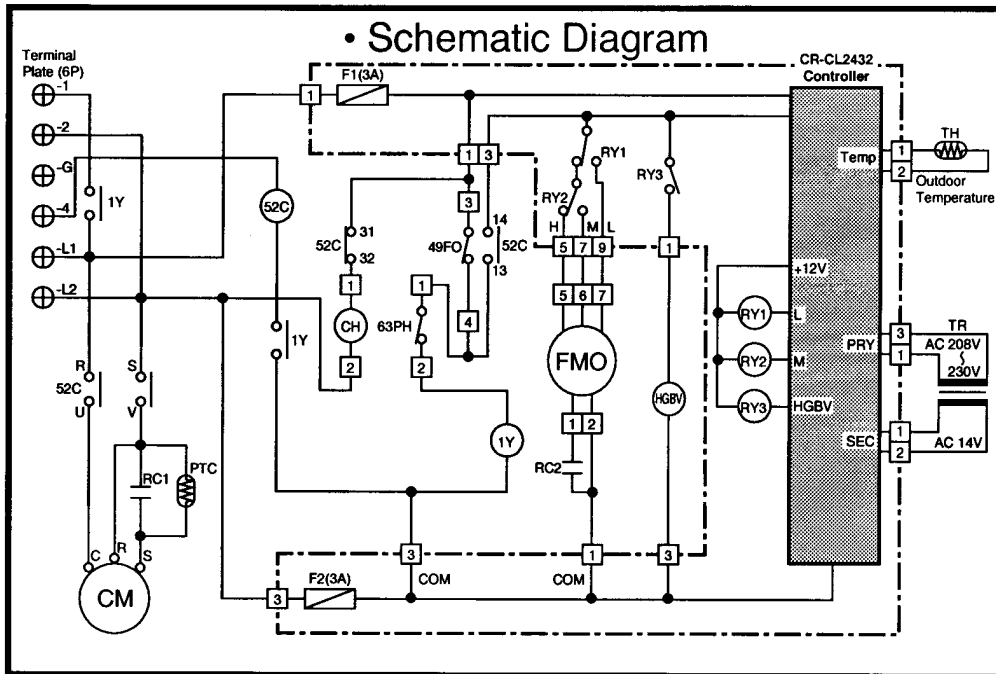 • Schematic Diagram
Terminal
Plate (6P)
-1
-2
-G
-4
-L1
-L2
1Y
52C
1Y
R
S
52C
U
V
RC1
PTC
C
R
S
CM
1
F1(3A)
1
3
3
52C
31
32
1
CH
2
49FO
14
13
52C
1
63PH
2
4
1Y
RY1
RY2
H
M
L
5
7
9
5
6
7
FMO
1
2
RC2
RY3
1
HGBV
3
COM
1
COM
3
3
F2(3A)
CR-CL2432
Controller
Temp
1
2
TH
Outdoor
Temperature
+12V
RY1
L
RY2
M
RY3
HGBV
PRY
3
1
TR
AC 208V
~
230V
SEC
1
2
AC 14V